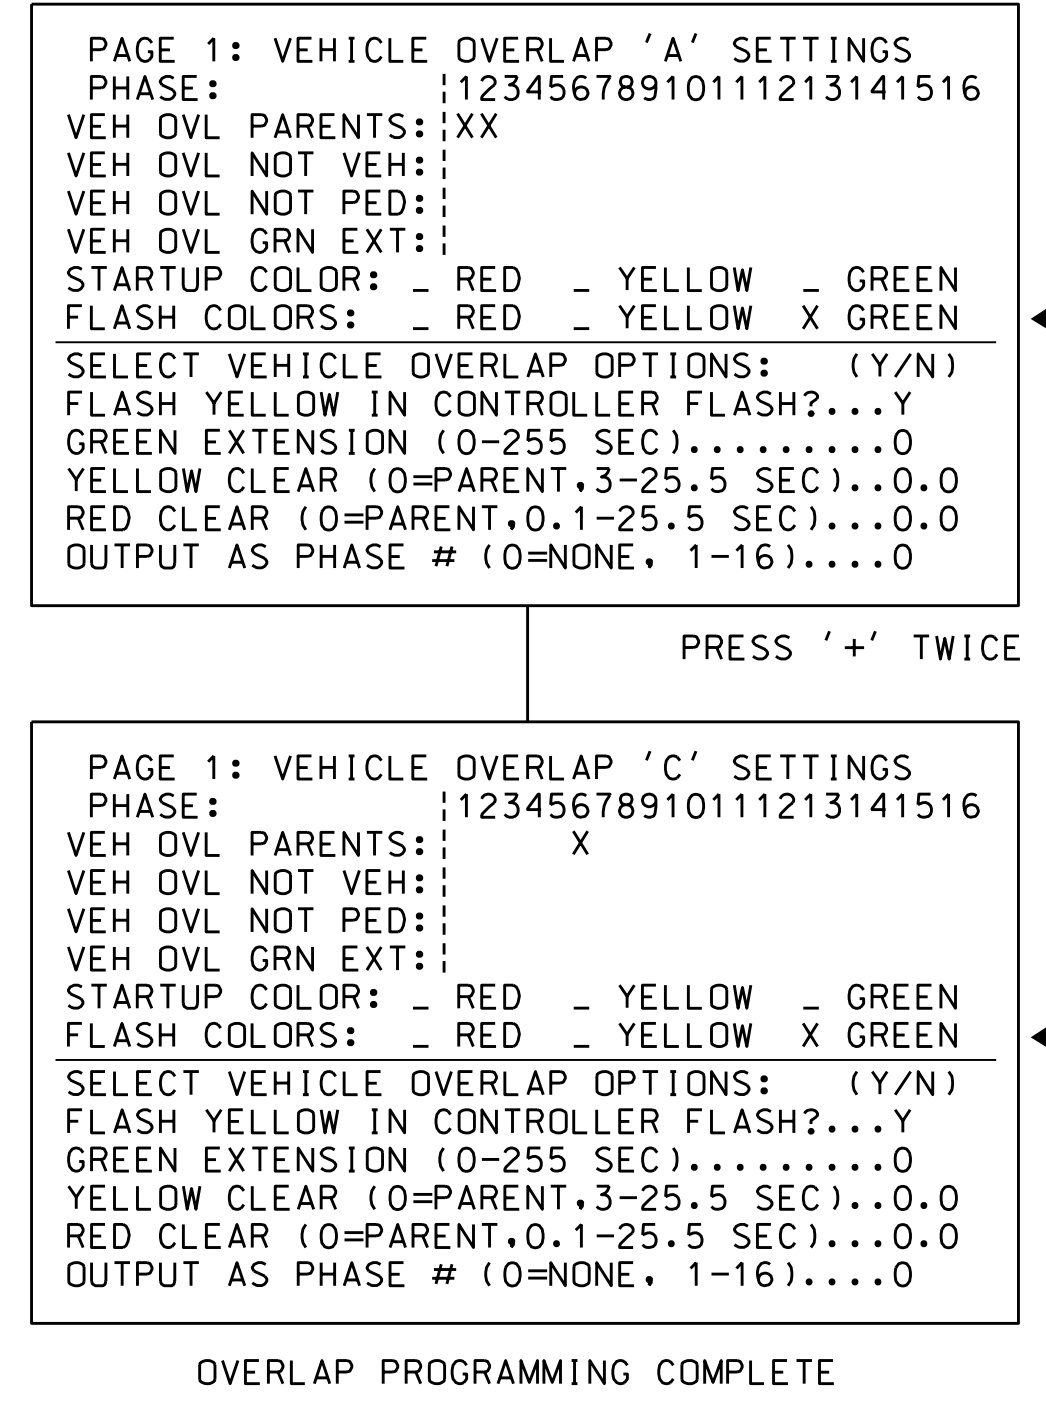 PAGE 1: VEHICLE OVERLAP 'A' SETTINGS
PHASE: ¦12345678910111213141516
VEH OVL PARENTS:¦XX
VEH OVL NOT VEH:¦
VEH OVL NOT PED:¦
VEH OVL GRN EXT:¦
STARTUP COLOR: _ RED _ YELLOW _ GREEN
FLASH COLORS: _ RED _ YELLOW X GREEN
SELECT VEHICLE OVERLAP OPTIONS: (Y/N)
FLASH YELLOW IN CONTROLLER FLASH?...Y
GREEN EXTENSION (0-255 SEC).........0
YELLOW CLEAR (0=PARENT,3-25.5 SEC)..0.0
RED CLEAR (0=PARENT,0.1-25.5 SEC)...0.0
OUTPUT AS PHASE # (0=NONE, 1-16)....0
PRESS '+' TWICE
PAGE 1: VEHICLE OVERLAP 'C' SETTINGS
PHASE: ¦12345678910111213141516
VEH OVL PARENTS:¦     X
VEH OVL NOT VEH:¦
VEH OVL NOT PED:¦
VEH OVL GRN EXT:¦
STARTUP COLOR: _ RED _ YELLOW _ GREEN
FLASH COLORS: _ RED _ YELLOW X GREEN
SELECT VEHICLE OVERLAP OPTIONS: (Y/N)
FLASH YELLOW IN CONTROLLER FLASH?...Y
GREEN EXTENSION (0-255 SEC).........0
YELLOW CLEAR (0=PARENT,3-25.5 SEC)..0.0
RED CLEAR (0=PARENT,0.1-25.5 SEC)...0.0
OUTPUT AS PHASE # (0=NONE, 1-16)....0
OVERLAP PROGRAMMING COMPLETE